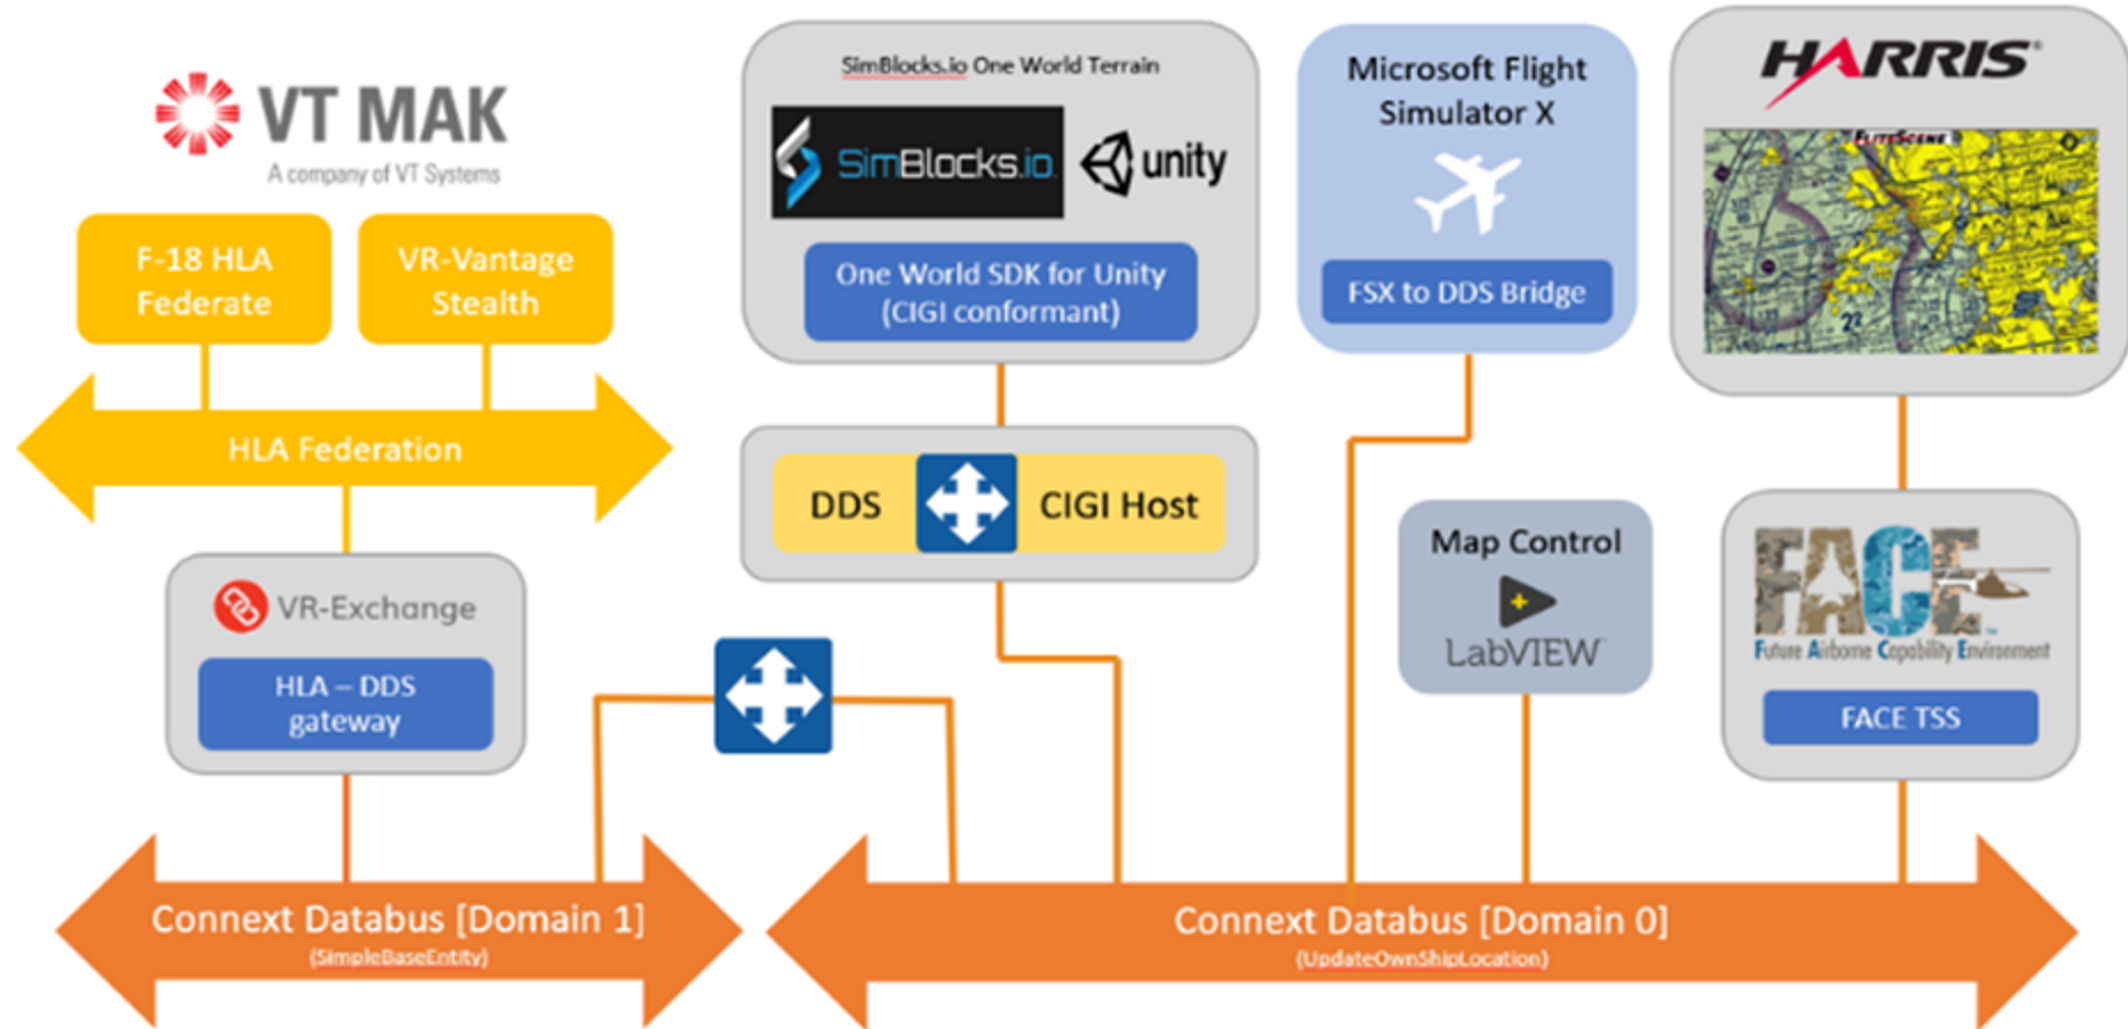 VT MAK
A company of VT Systems
F-18 HLA
Federate
VR-Vantage
Stealth
HLA Federation
VR-Exchange
HLA – DDS
gateway
SimBlocks.io One World Terrain
SimBlocks.io
unity
One World SDK for Unity
(CIGI conformant)
DDS
CIGI Host
Microsoft Flight
Simulator X
FSX to DDS Bridge
Map Control
LabVIEW
HARRIS®
ELITESCENE
22
FACE™
Future Airborne Capability Environment
FACE TSS
Connext Databus [Domain 1]
(SimpleBaseEntity)
Connext Databus [Domain 0]
(UpdateOwnShipLocation)